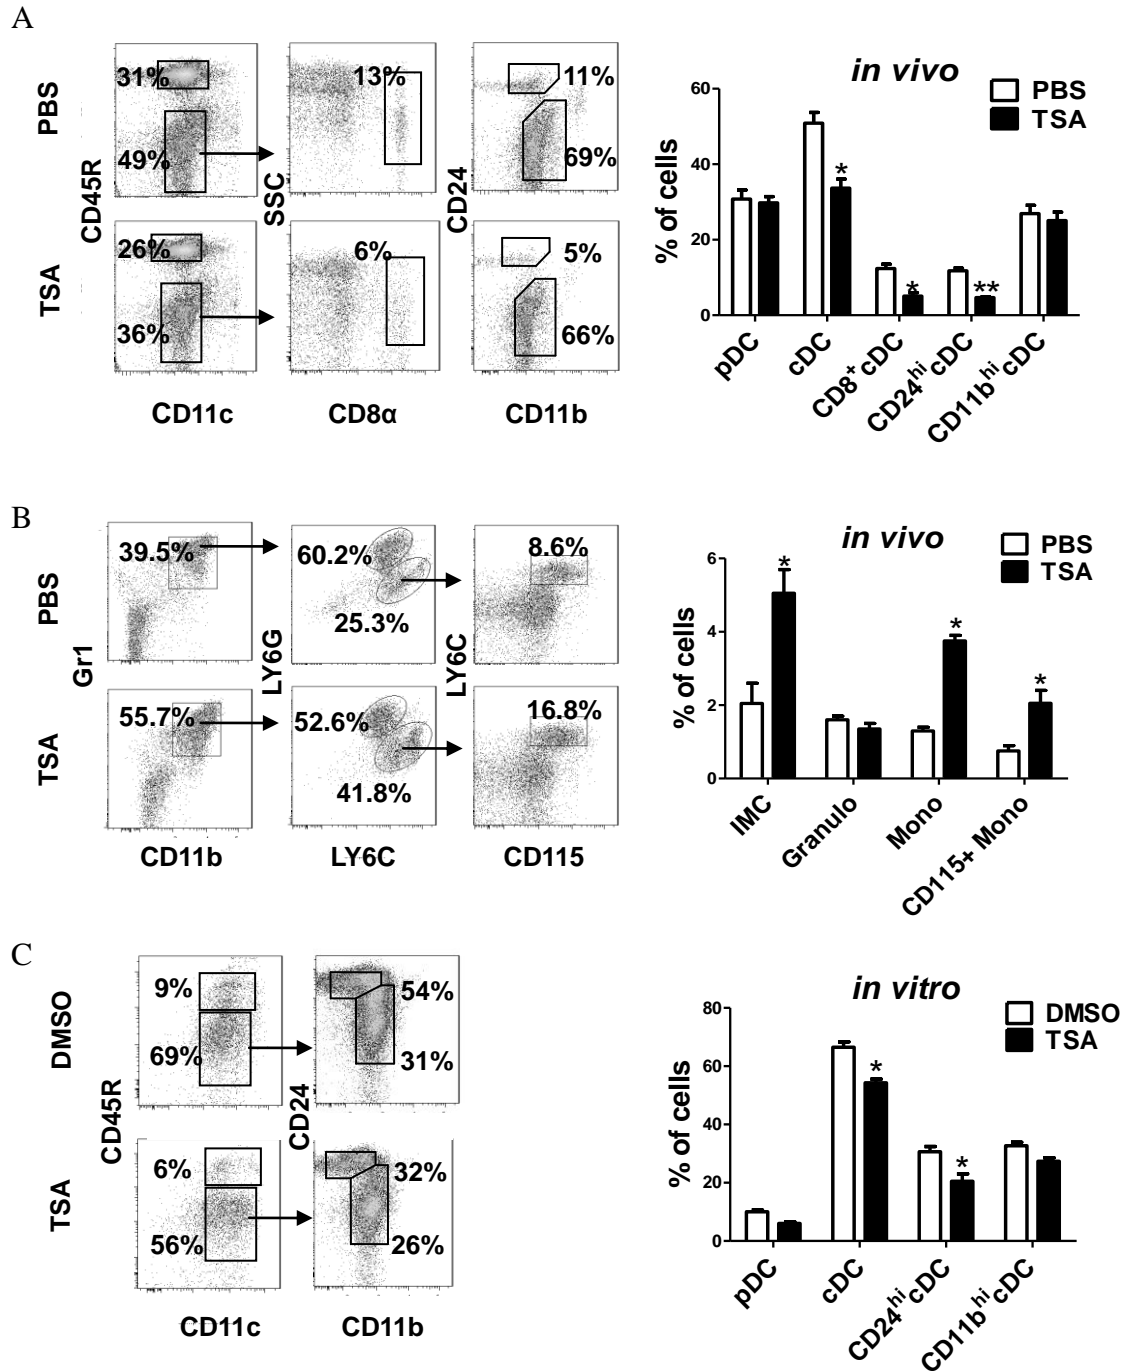 A
PBS
TSA
CD45R
SSC
CD24
31%
49%
13%
11%
69%
26%
36%
6%
5%
66%
CD11c
CD8α
CD11b
in vivo
PBS
TSA
% of cells
60
40
20
0
*
*
**
pDC
cDC
CD8+ cDC
CD24hi cDC
CD11bhi cDC
B
PBS
TSA
Gr1
LY6G
LY6C
39.5%
60.2%
25.3%
8.6%
55.7%
52.6%
41.8%
16.8%
CD11b
LY6C
CD115
in vivo
PBS
TSA
% of cells
6
4
2
0
*
*
*
IMC
Granulo
Mono
CD115+ Mono
C
DMSO
TSA
CD45R
CD24
9%
69%
54%
31%
6%
56%
32%
26%
CD11c
CD11b
in vitro
DMSO
TSA
% of cells
80
60
40
20
0
*
*
pDC
cDC
CD24hi cDC
CD11bhi cDC